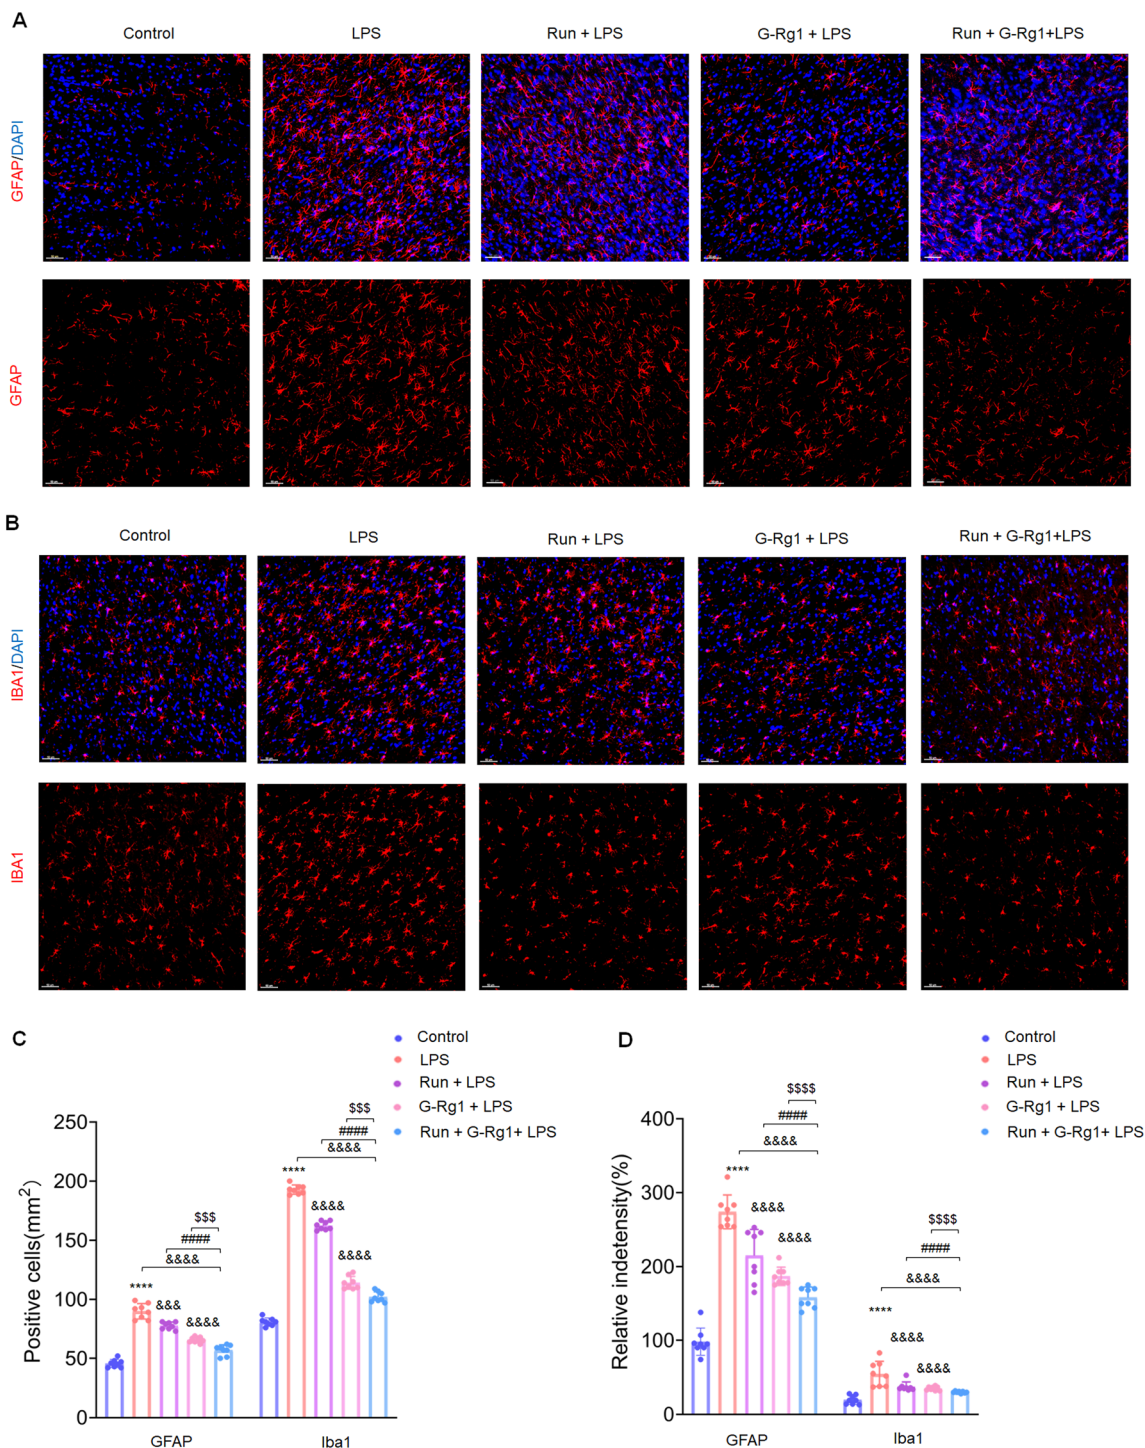 A
Control LPS Run + LPS G-Rg1 + LPS Run + G-Rg1+LPS
GFAP/DAPI
GFAP
B
Control LPS Run + LPS G-Rg1 + LPS Run + G-Rg1+LPS
IBA1/DAPI
IBA1
C
Control
LPS
Run + LPS
G-Rg1 + LPS
Run + G-Rg1+ LPS
Positive cells(mm²)
250
200
150
100
50
0
**** &&& &&&& &&&& #### $$$
**** &&&& &&&& &&&& #### $$$
GFAP Iba1
D
Control
LPS
Run + LPS
G-Rg1 + LPS
Run + G-Rg1+ LPS
Relative indetensity(%)
400
300
200
100
0
**** &&&& &&&& &&&& #### $$$$
**** &&&& &&&& &&&& #### $$$$
GFAP Iba1